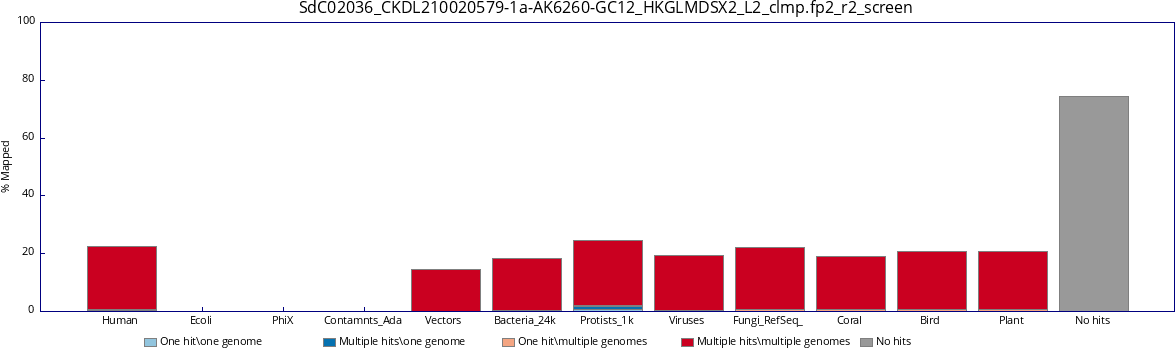 SdC02036_CKDL210020579-1a-AK6260-GC12_HKGLMDSX2_L2_clmp.fp2_r2_screen
100
80
60
40
20
0
% Mapped
Human Ecoli PhiX Contamnts_Ada Vectors Bacteria_24k Protists_1k Viruses Fungi_RefSeq_ Coral Bird Plant No hits
One hit\one genome Multiple hits\one genome One hit\multiple genomes Multiple hits\multiple genomes No hits